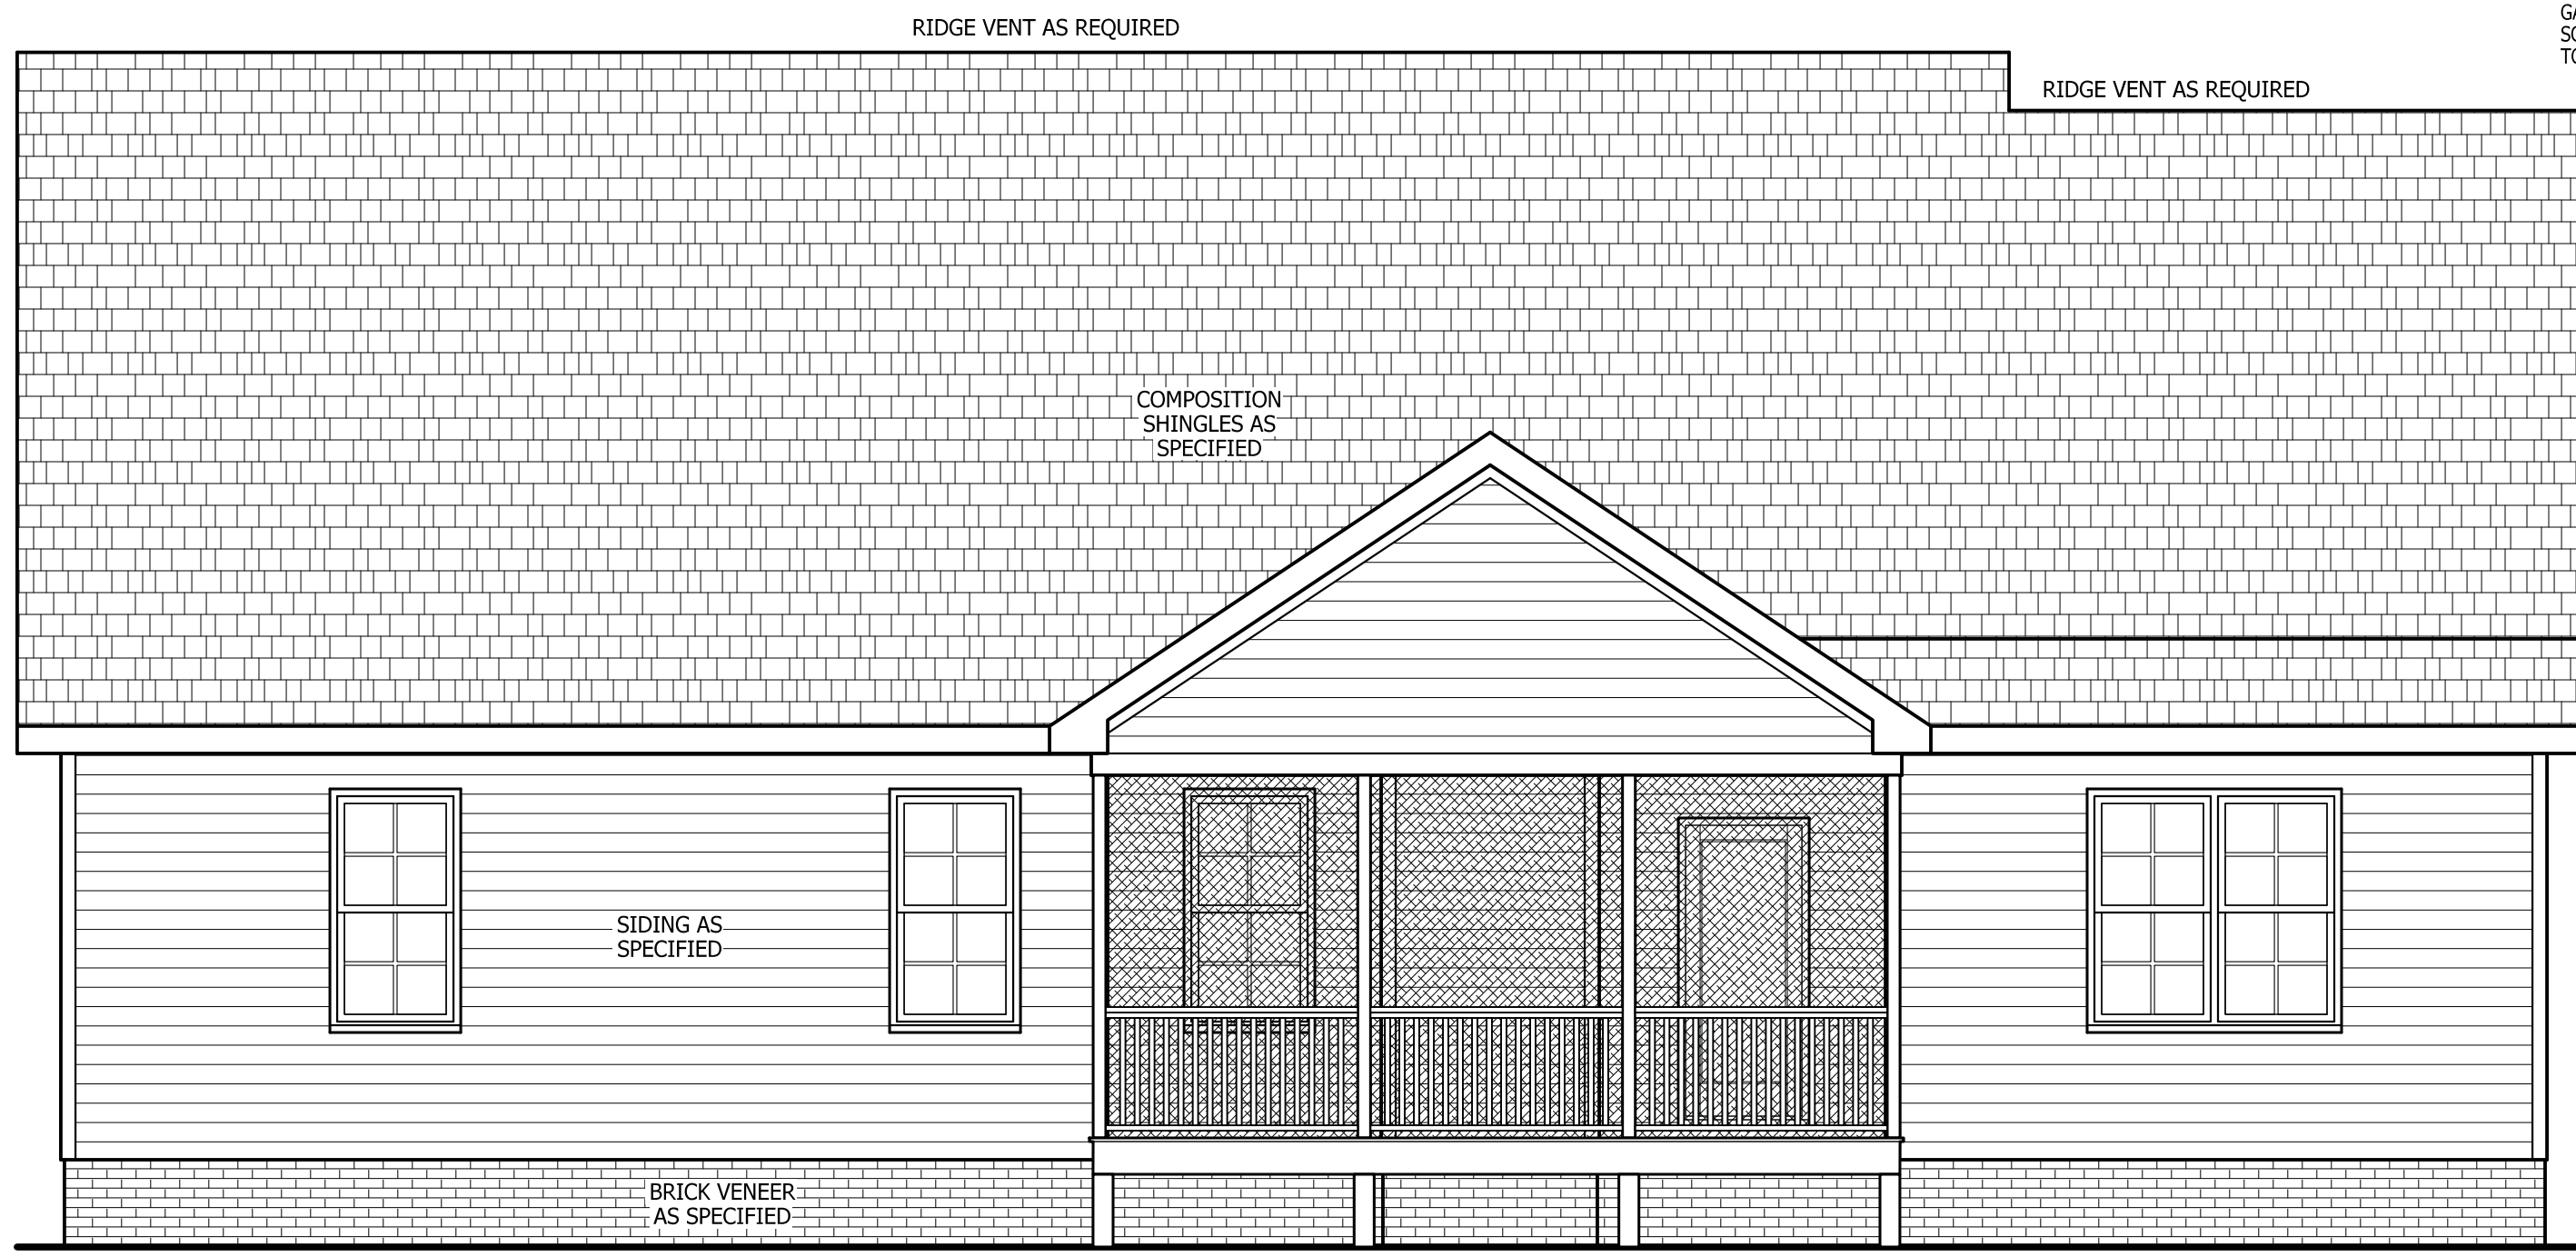 RIDGE VENT AS REQUIRED
RIDGE VENT AS REQUIRED
COMPOSITION
SHINGLES AS
SPECIFIED
SIDING AS
SPECIFIED
BRICK VENEER
AS SPECIFIED